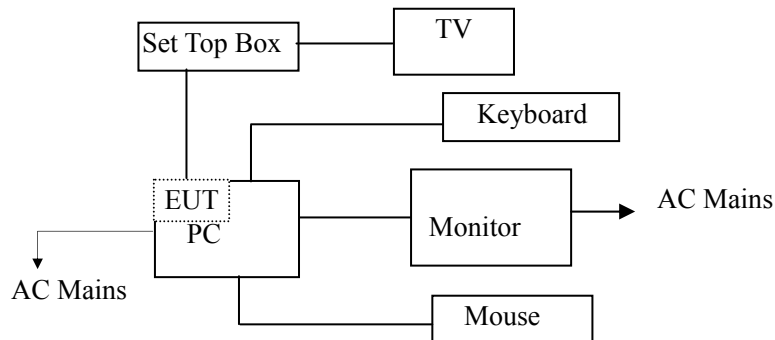 TV
Set Top Box
Keyboard
EUT
PC
AC Mains
Monitor
AC Mains
Mouse